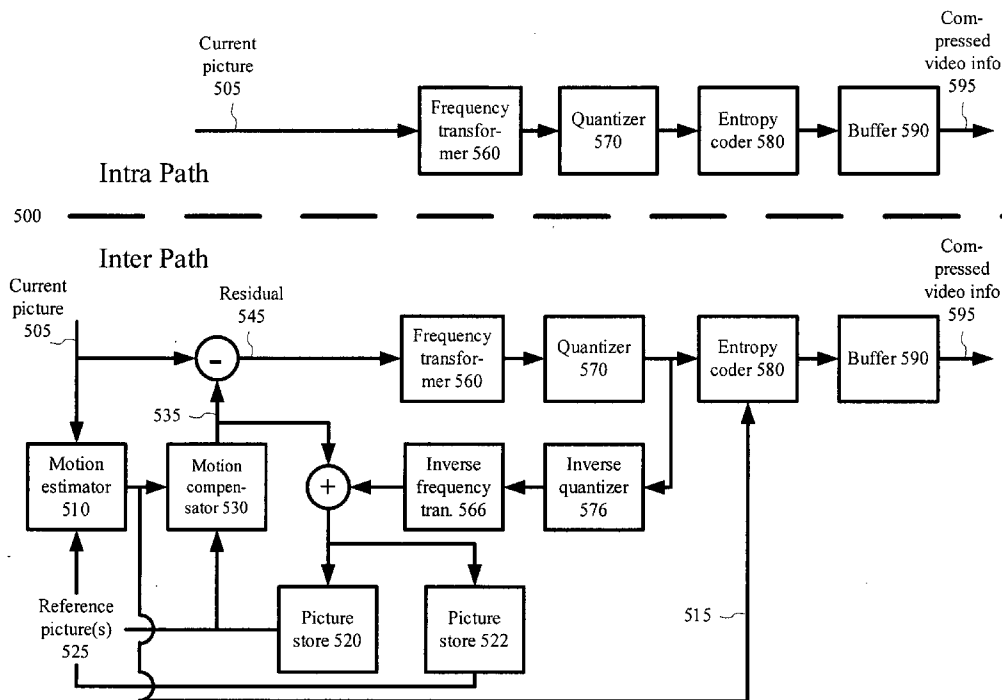 Current
picture
505
Frequency
transfor-
mer 560
Quantizer
570
Entropy
coder 580
Buffer 590
Com-
pressed
video info
595
Intra Path
500
Inter Path
Current
picture
505
Residual
545
-
Frequency
transfor-
mer 560
Quantizer
570
Entropy
coder 580
Buffer 590
Com-
pressed
video info
595
535
Motion
estimator
510
Motion
compen-
sator 530
+
Inverse
frequency
tran. 566
Inverse
quantizer
576
Reference
picture(s)
525
Picture
store 520
Picture
store 522
515